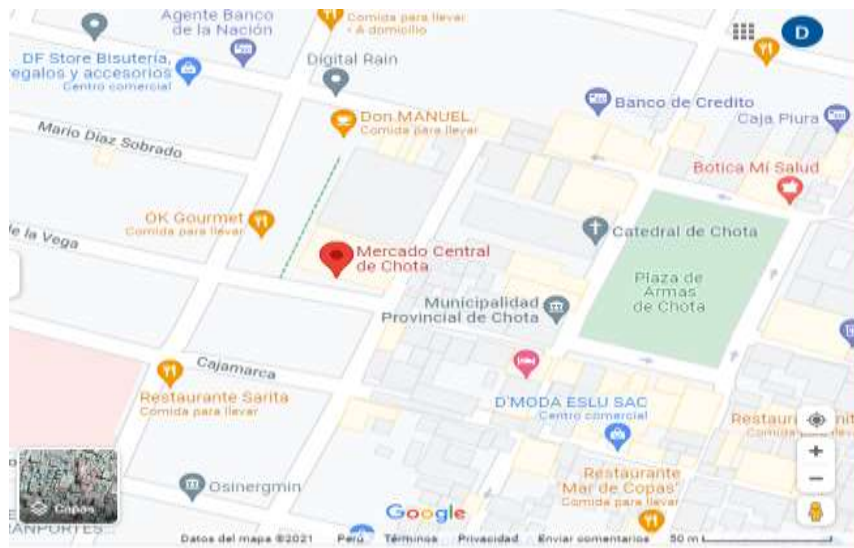 Agente Banco
de la Nación
Comida para llevar
- A domicilio
D
DF Store Bisutería,
regalos y accesorios
Centro comercial
Digital Rain
Don MANUEL
Comida para llevar
Banco de Credito
Caja Piura
Mario Díaz Sobrado
Botica Mi Salud
OK Gourmet
Comida para llevar
de la Vega
Catedral de Chota
Mercado Central
de Chota
Plaza de
Armas
de Chota
Municipalidad
Provincial de Chota
Cajamarca
Restaurante Sarita
Comida para llevar
D'MODA ESLU SAC
Centro comercial
Restaurante
'Mar de Copas'
Comida para llevar
Osinergmin
Capas
Google
Datos del mapa ©2021 Perú Términos Privacidad Enviar comentarios 50 m